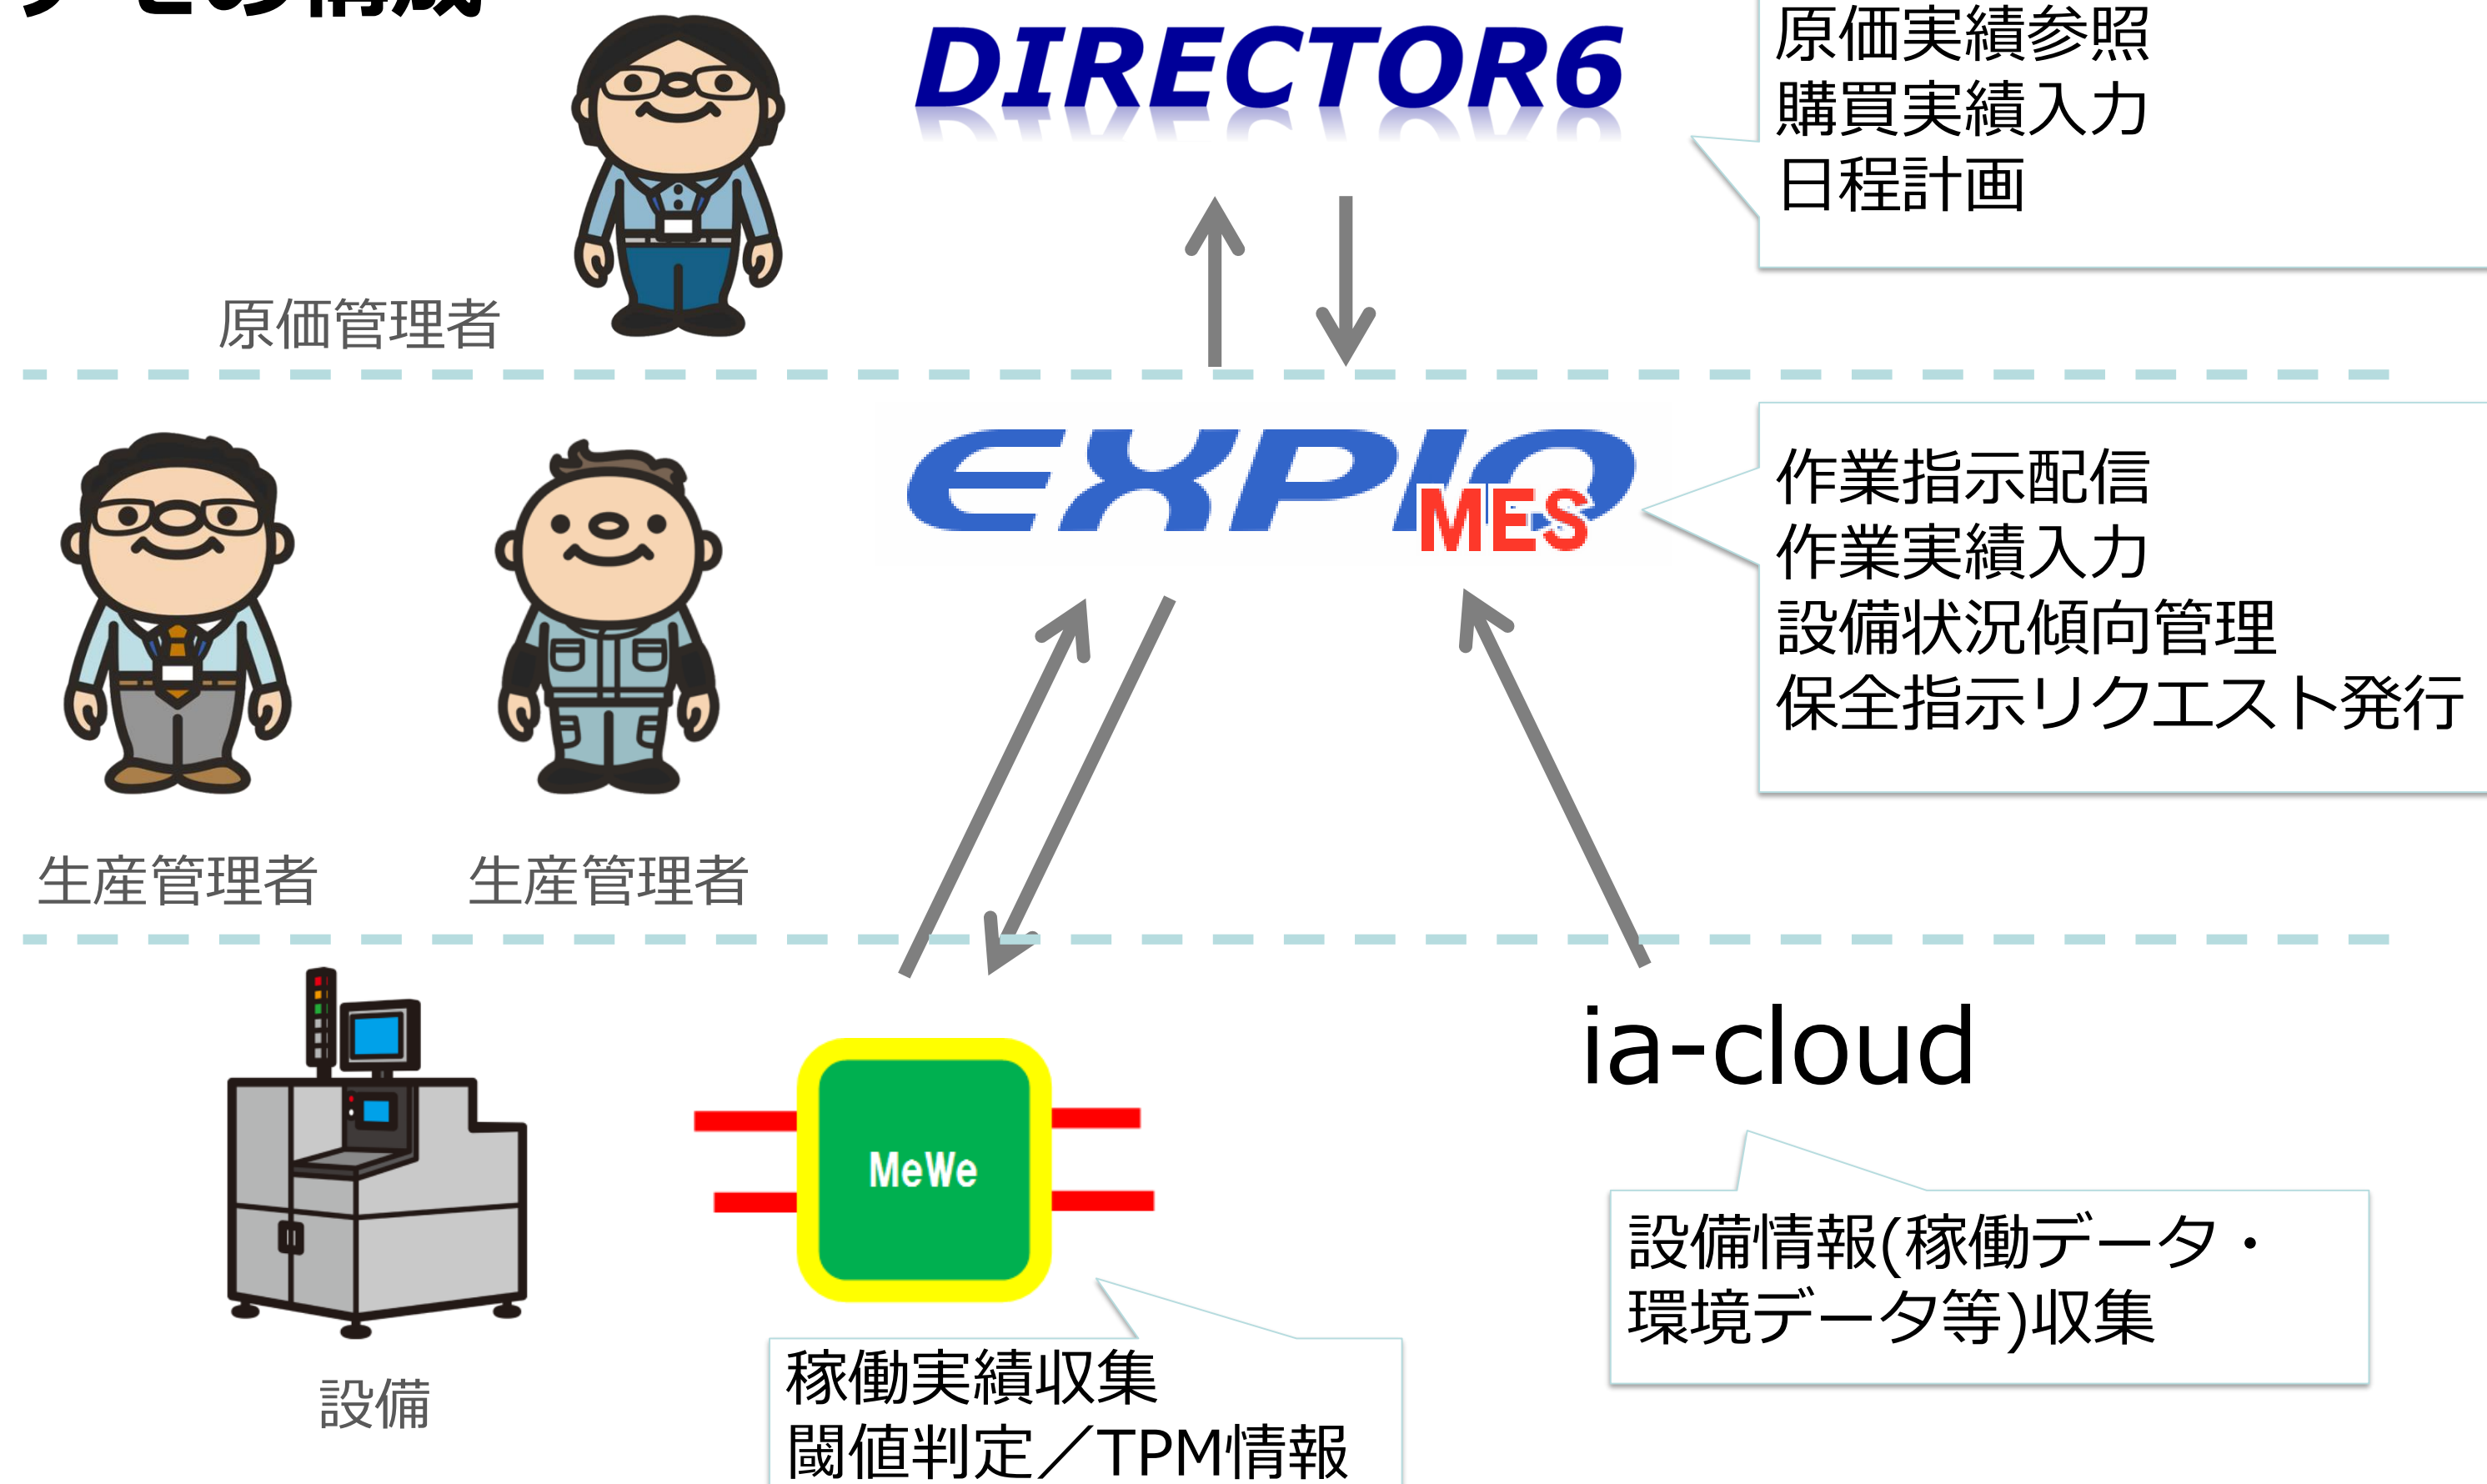 の構成
DIRECTOR6
原価実績参照
購買実績入力
日程計画
原価管理者
EXPIO
MES
作業指示配信
作業実績入力
設備状況傾向管理
保全指示リクエスト発行
生産管理者
生産管理者
ia-cloud
MeWe
設備情報(稼働データ・
環境データ等)収集
設備
稼働実績収集
閾値判定／TPM情報